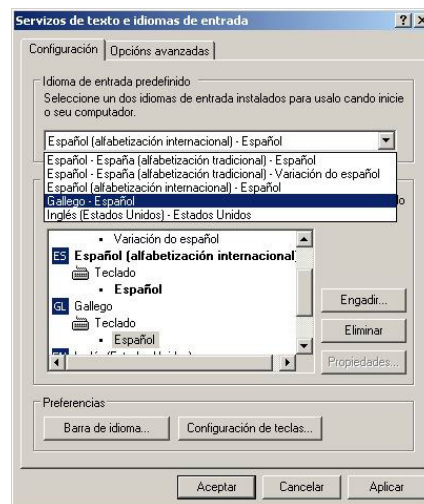 Servizos de texto e idiomas de entrada
Configuración
Opcións avanzadas
Idioma de entrada predefinido
Seleccione un dos idiomas de entrada instalados para usalo cando inicie
o seu computador.
Español (alfabetización internacional) - Español
Español - España (alfabetización tradicional) - Español
Español - España (alfabetización tradicional) - Variación do español
Español (alfabetización internacional) - Español
Gallego - Español
Inglés (Estados Unidos) - Estados Unidos
Variación do español
ES Español (alfabetización internacional)
Teclado
Español
GL Gallego
Teclado
Español
Engadir...
Eliminar
Propiedades...
Preferencias
Barra de idioma...
Configuración de teclas...
Aceptar
Cancelar
Aplicar